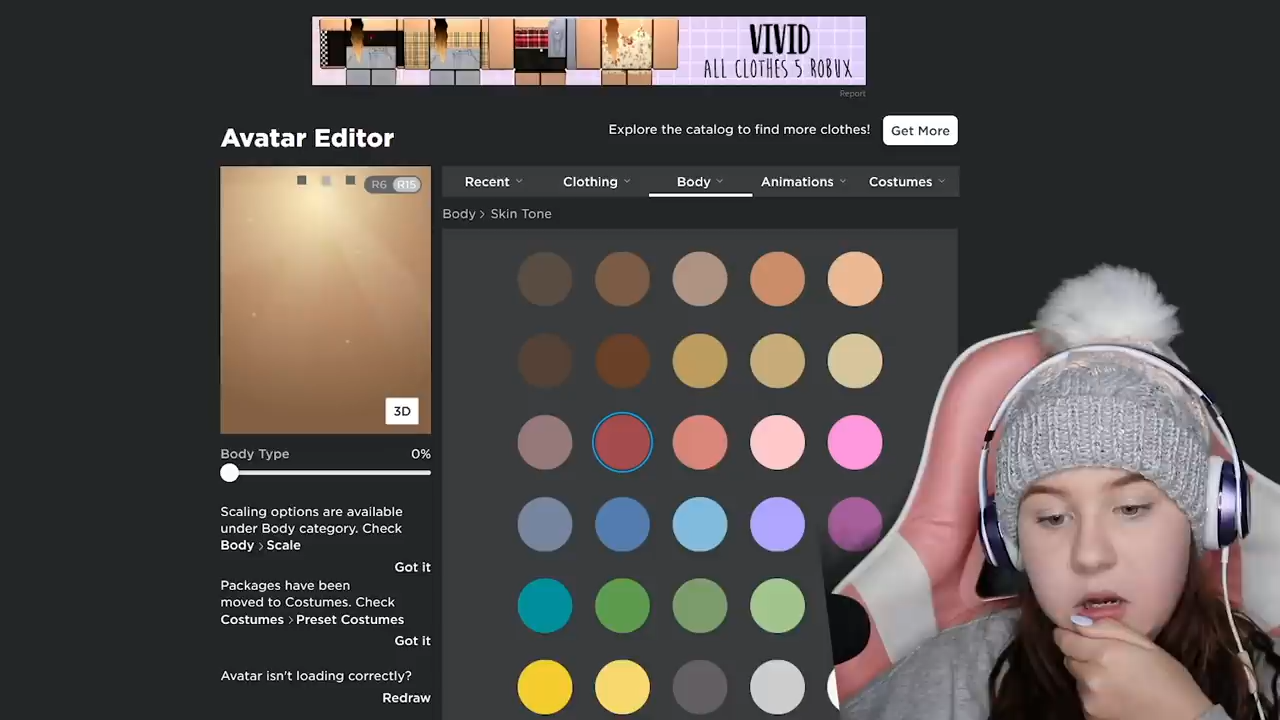 VIVID
ALL CLOTHES 5 ROBUX
Report
Avatar Editor
Explore the catalog to find more clothes!
Get More
R6 R15
3D
Recent
Clothing
Body
Animations
Costumes
Body > Skin Tone
Body Type
0%
Scaling options are available
under Body category. Check
Body > Scale
Got it
Packages have been
moved to Costumes. Check
Costumes > Preset Costumes
Got it
Avatar isn't loading correctly?
Redraw